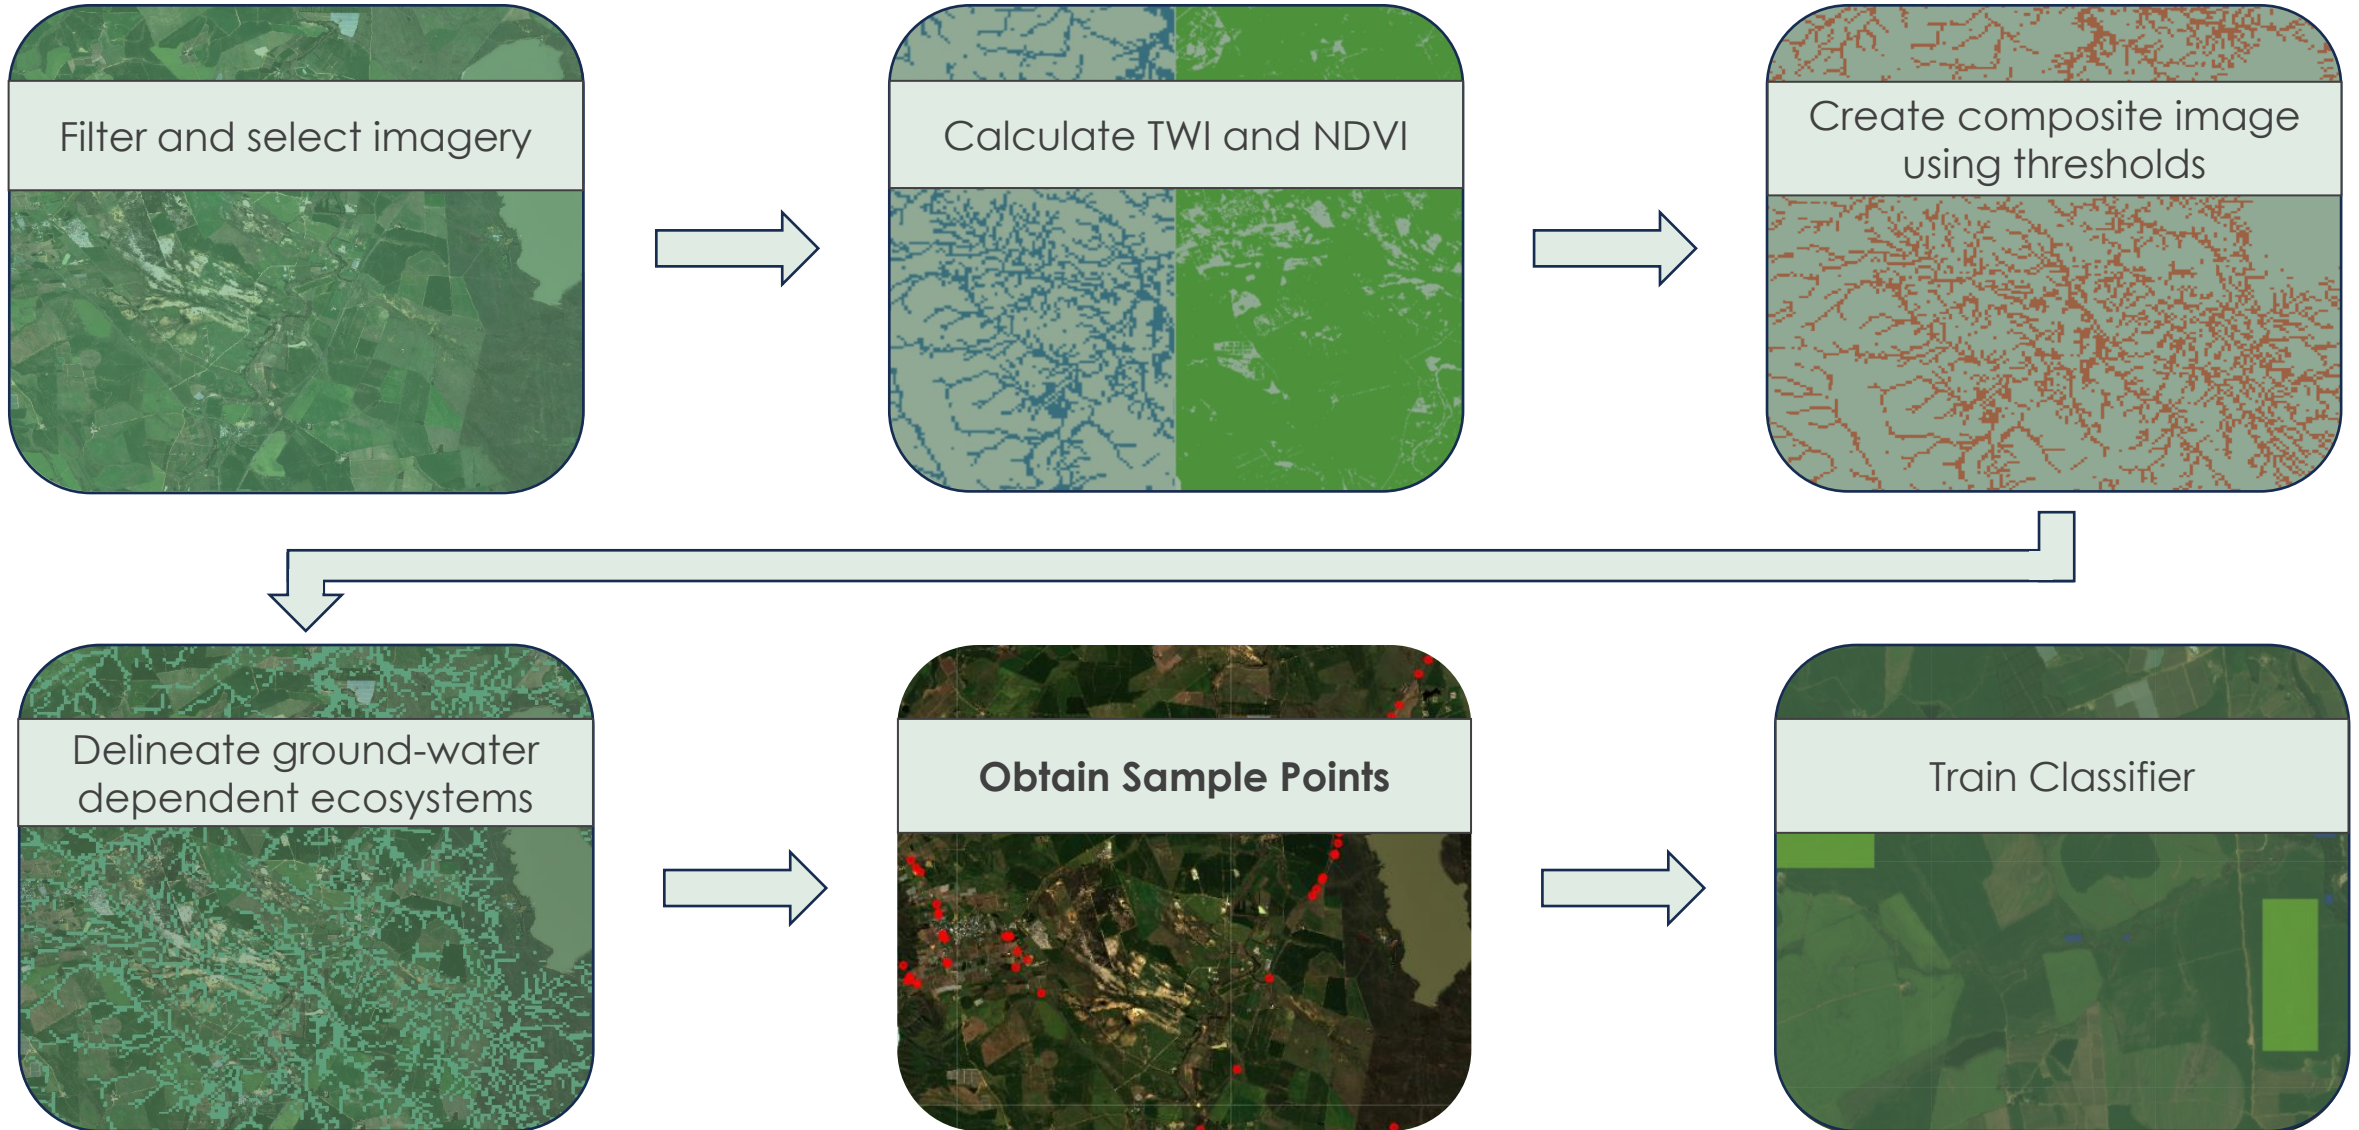 Filter and select imagery
Calculate TWI and NDVI
Create composite image
using thresholds
Delineate ground-water
dependent ecosystems
Obtain Sample Points
Train Classifier